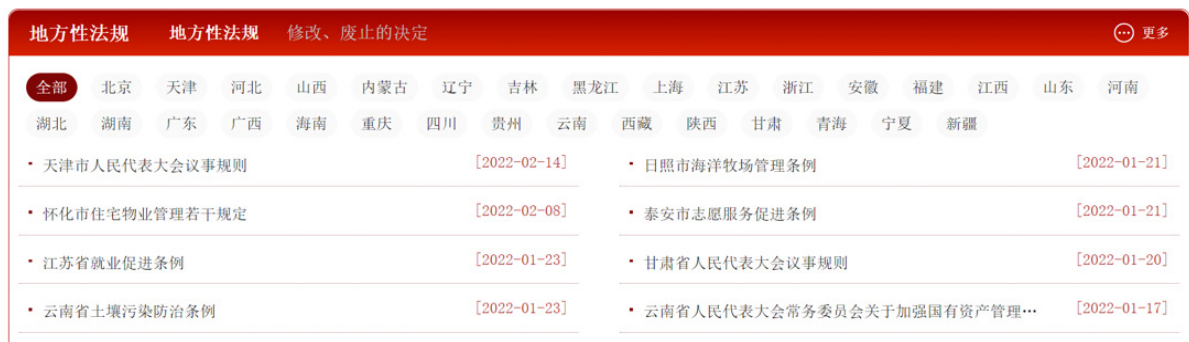 地方性法规 地方性法规 修改、废止的决定 更多
全部 北京 天津 河北 山西 内蒙古 辽宁 吉林 黑龙江 上海 江苏 浙江 安徽 福建 江西 山东 河南
湖北 湖南 广东 广西 海南 重庆 四川 贵州 云南 西藏 陕西 甘肃 青海 宁夏 新疆
天津市人民代表大会议事规则 [2022-02-14] 日照市海洋牧场管理条例 [2022-01-21]
怀化市住宅物业管理若干规定 [2022-02-08] 泰安市志愿服务促进条例 [2022-01-21]
江苏省就业促进条例 [2022-01-23] 甘肃省人民代表大会议事规则 [2022-01-20]
云南省土壤污染防治条例 [2022-01-23] 云南省人民代表大会常务委员会关于加强国有资产管理… [2022-01-17]